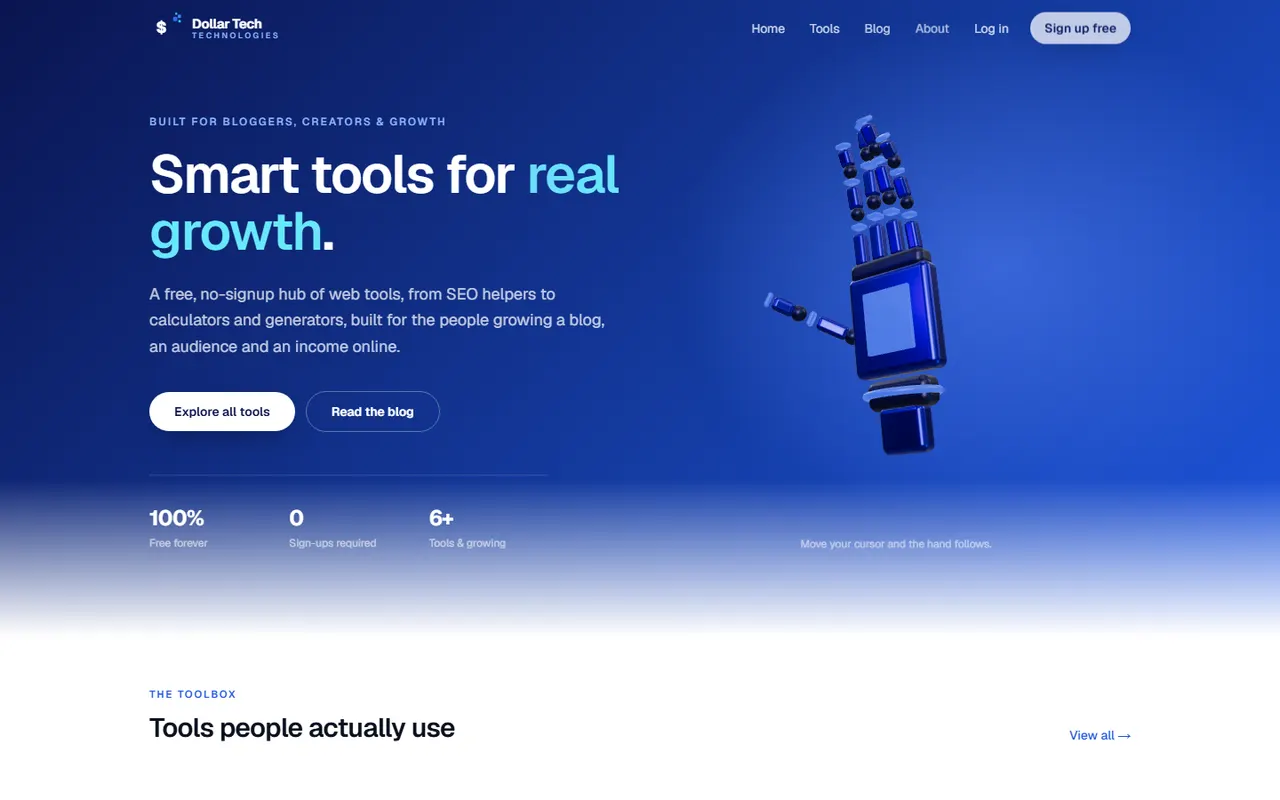 $ Dollar Tech
TECHNOLOGIES
Home Tools Blog About Log in Sign up free
BUILT FOR BLOGGERS, CREATORS & GROWTH
Smart tools for real
growth.
A free, no-signup hub of web tools, from SEO helpers to
calculators and generators, built for the people growing a blog,
an audience and an income online.
Explore all tools Read the blog
100% 0 6+
Free forever Sign-ups required Tools & growing
Move your cursor and the hand follows.
THE TOOLBOX
Tools people actually use
View all →